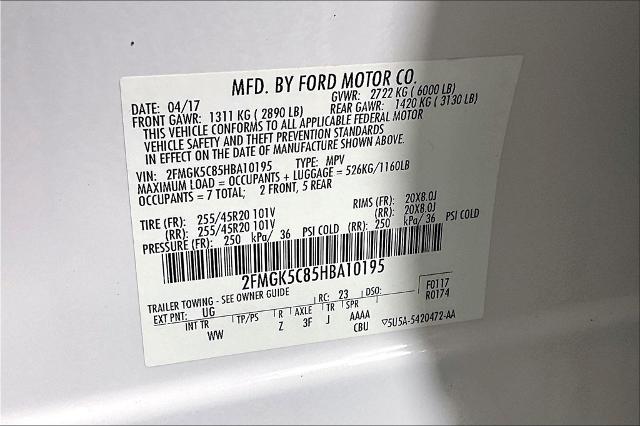 MFD. BY FORD MOTOR CO.
DATE: 04/17 GVWR: 2722 KG ( 6000 LB)
FRONT GAWR: 1311 KG ( 2890 LB) REAR GAWR: 1420 KG ( 3130 LB)
THIS VEHICLE CONFORMS TO ALL APPLICABLE FEDERAL MOTOR
VEHICLE SAFETY AND THEFT PREVENTION STANDARDS
IN EFFECT ON THE DATE OF MANUFACTURE SHOWN ABOVE.
VIN: 2FMGK5C85HBA10195 TYPE: MPV
MAXIMUM LOAD = OCCUPANTS + LUGGAGE = 526KG/1160LB
OCCUPANTS = 7 TOTAL; 2 FRONT, 5 REAR
TIRE (FR): 255/45R20 101V RIMS (FR): 20X8.0J
(RR): 255/45R20 101V (RR): 20X8.0J
PRESSURE (FR): 250 kPa/ 36 PSI COLD (RR): 250 kPa/ 36 PSI COLD
2FMGK5C85HBA10195
TRAILER TOWING - SEE OWNER GUIDE RC: 23 DSO: F0117
R0174
EXT PNT: UG
INT TR TP/PS R AXLE TR SPR
WW Z 3F J AAAA
CBU ▽5U5A-5420472-AA